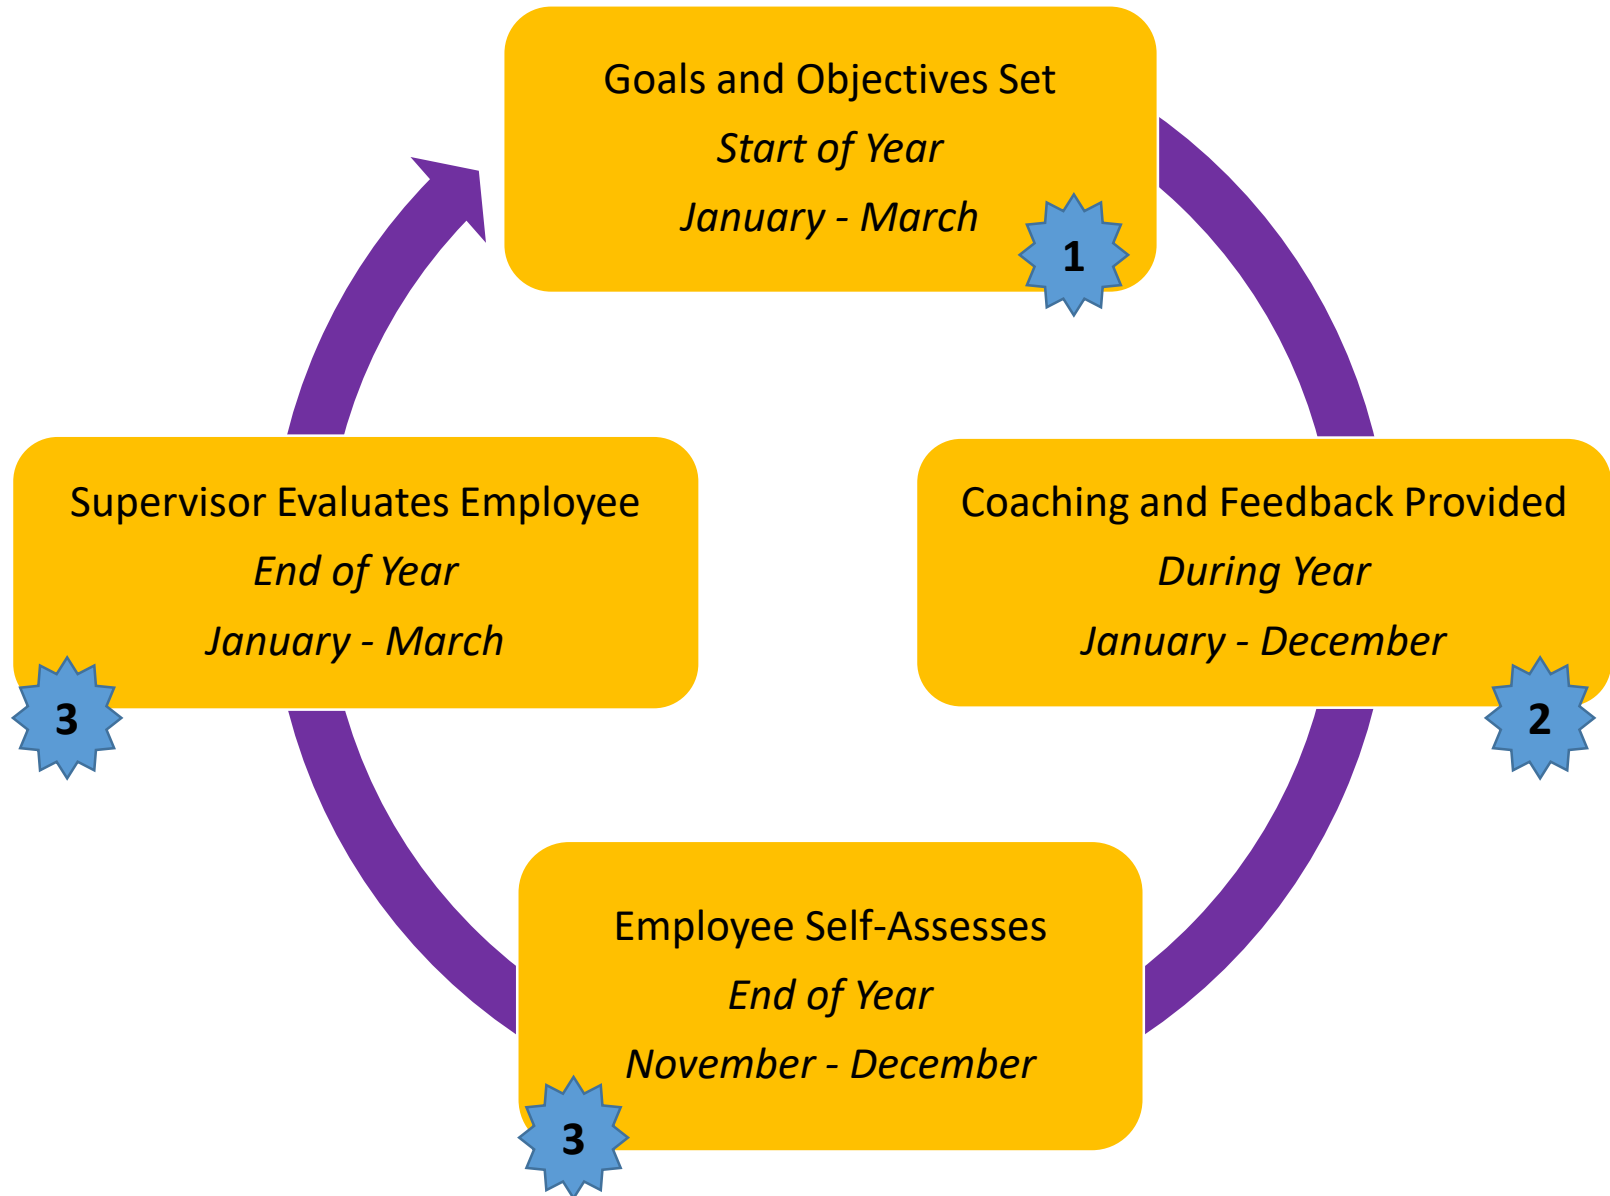 Goals and Objectives Set
Start of Year
January - March
1
Coaching and Feedback Provided
During Year
January - December
2
Employee Self-Assesses
End of Year
November - December
3
Supervisor Evaluates Employee
End of Year
January - March
3